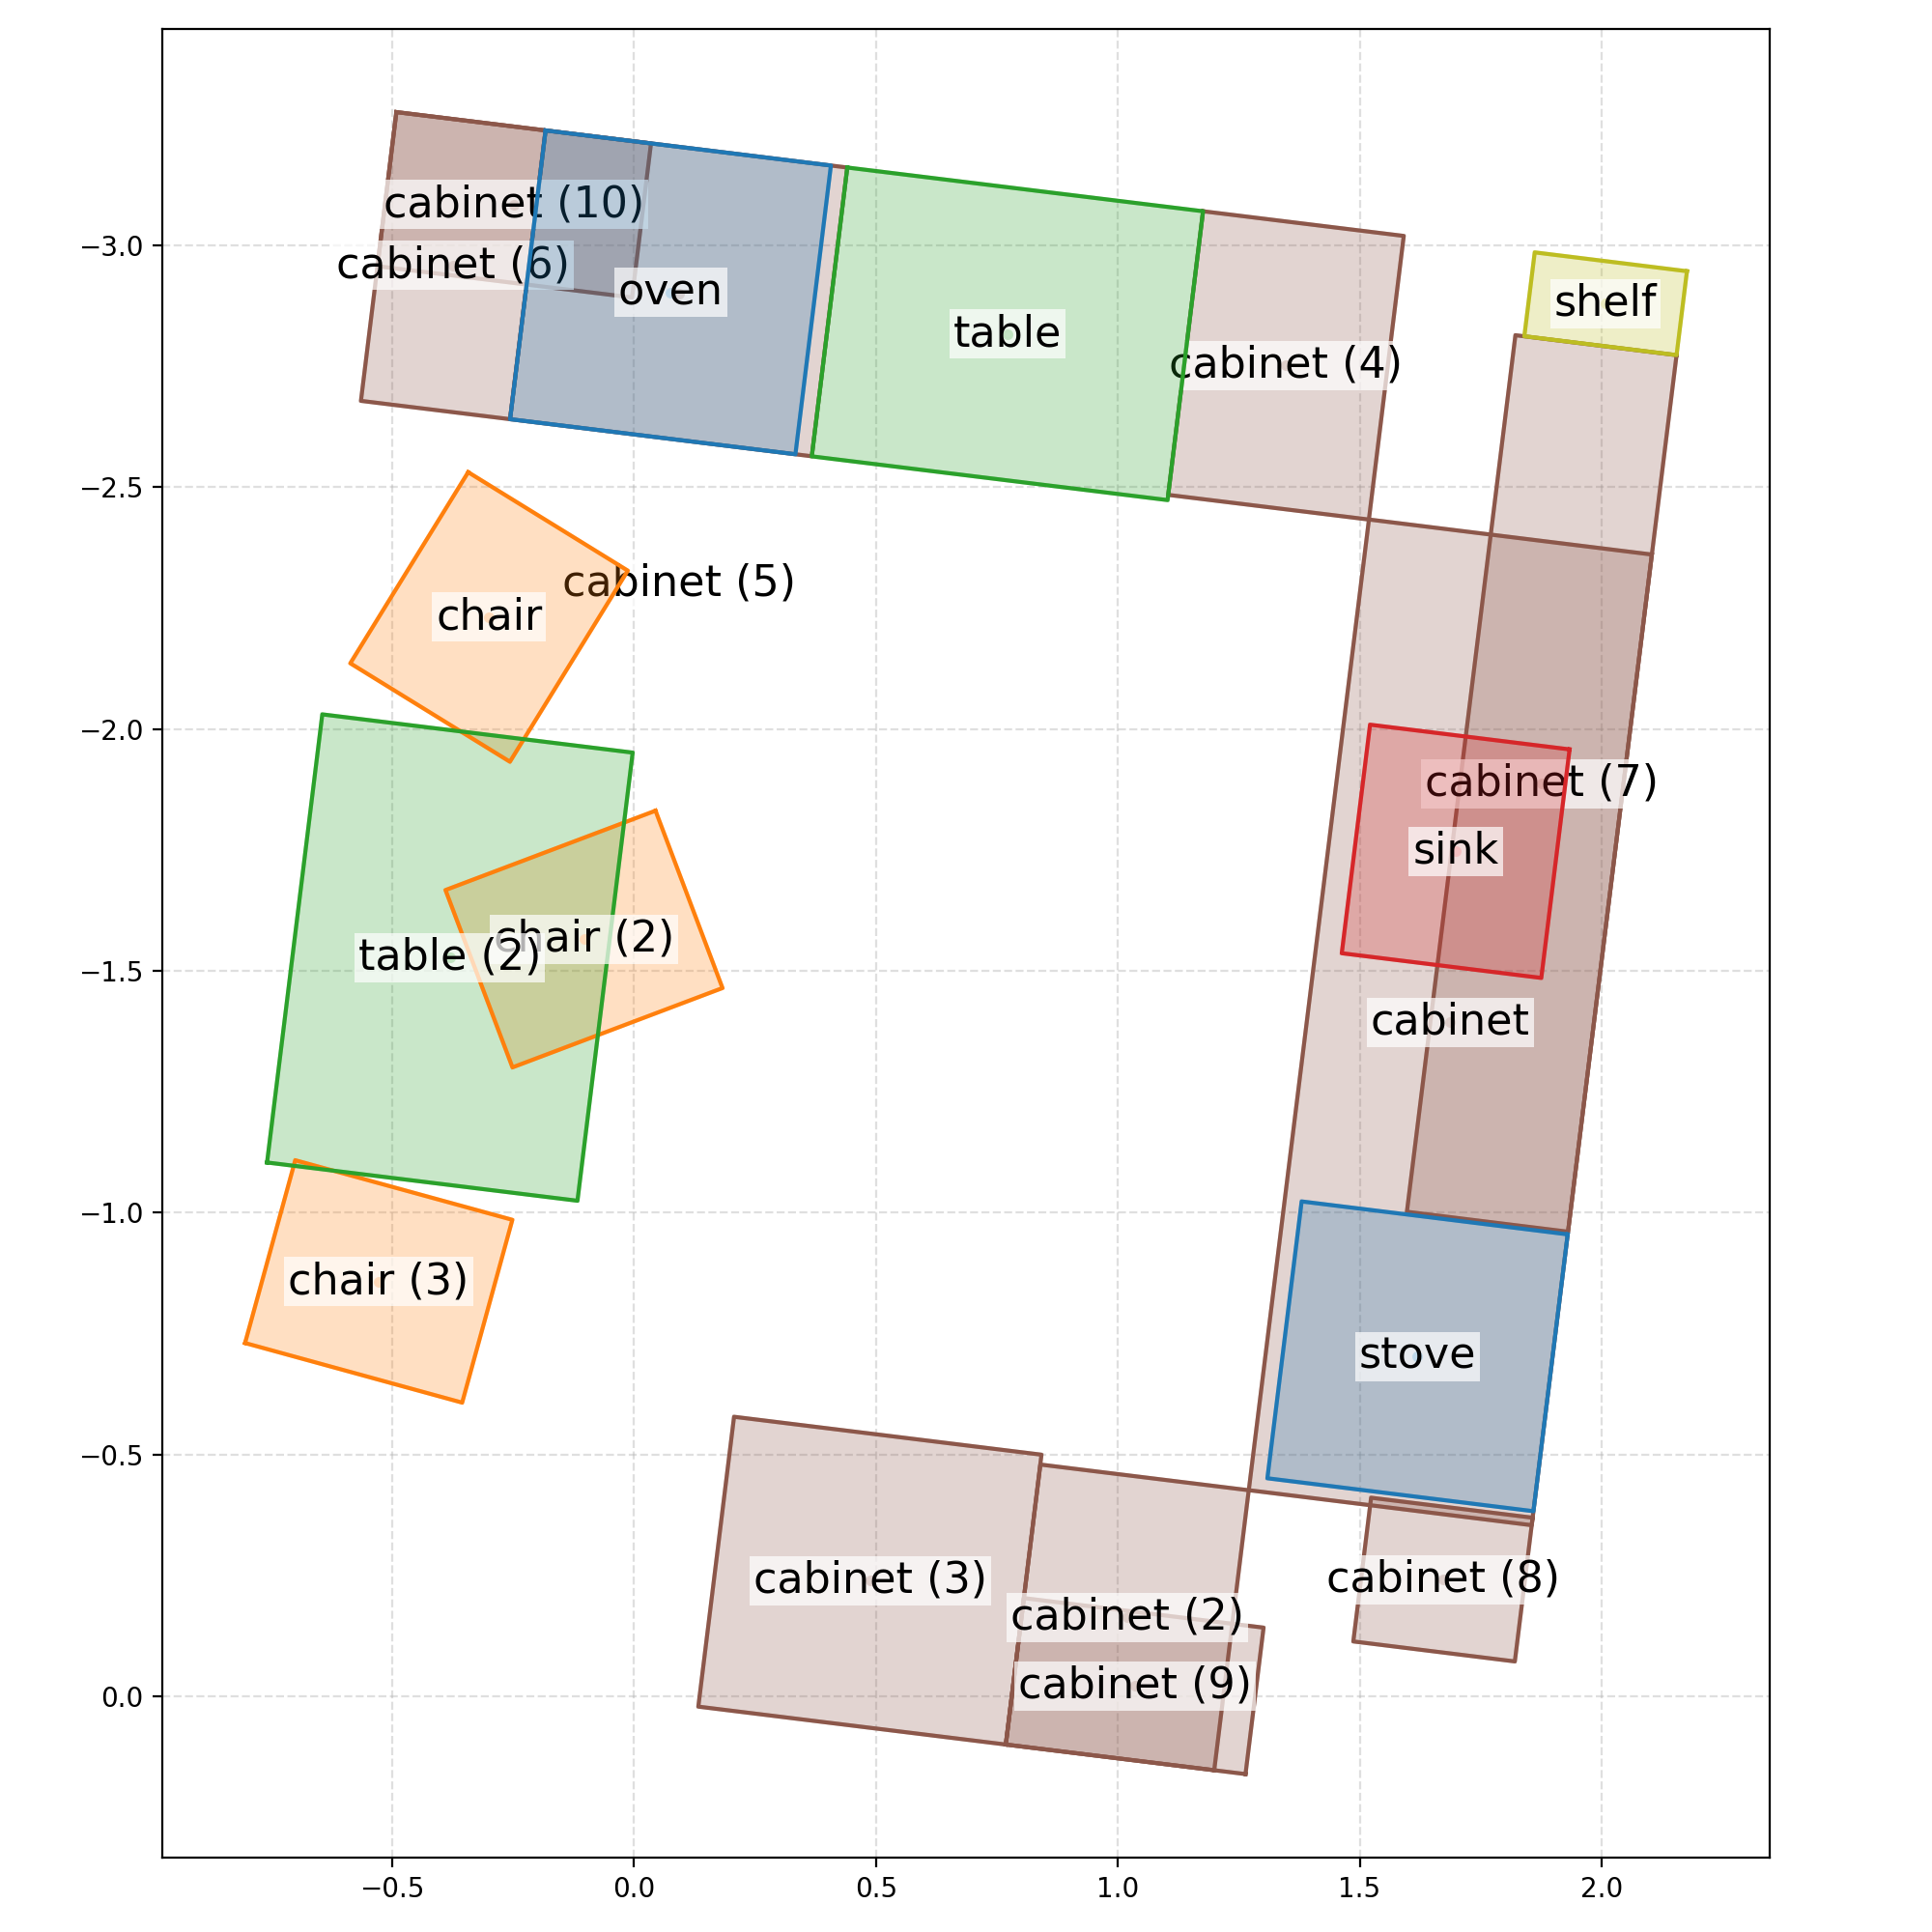 cabinet (10)
cabinet (6)
oven
table
cabinet (4)
shelf
cabinet (5)
chair
cabinet (7)
sink
chair (2)
table (2)
cabinet
chair (3)
stove
cabinet (3)
cabinet (8)
cabinet (2)
cabinet (9)
−3.0
−2.5
−2.0
−1.5
−1.0
−0.5
0.0
−0.5
0.0
0.5
1.0
1.5
2.0